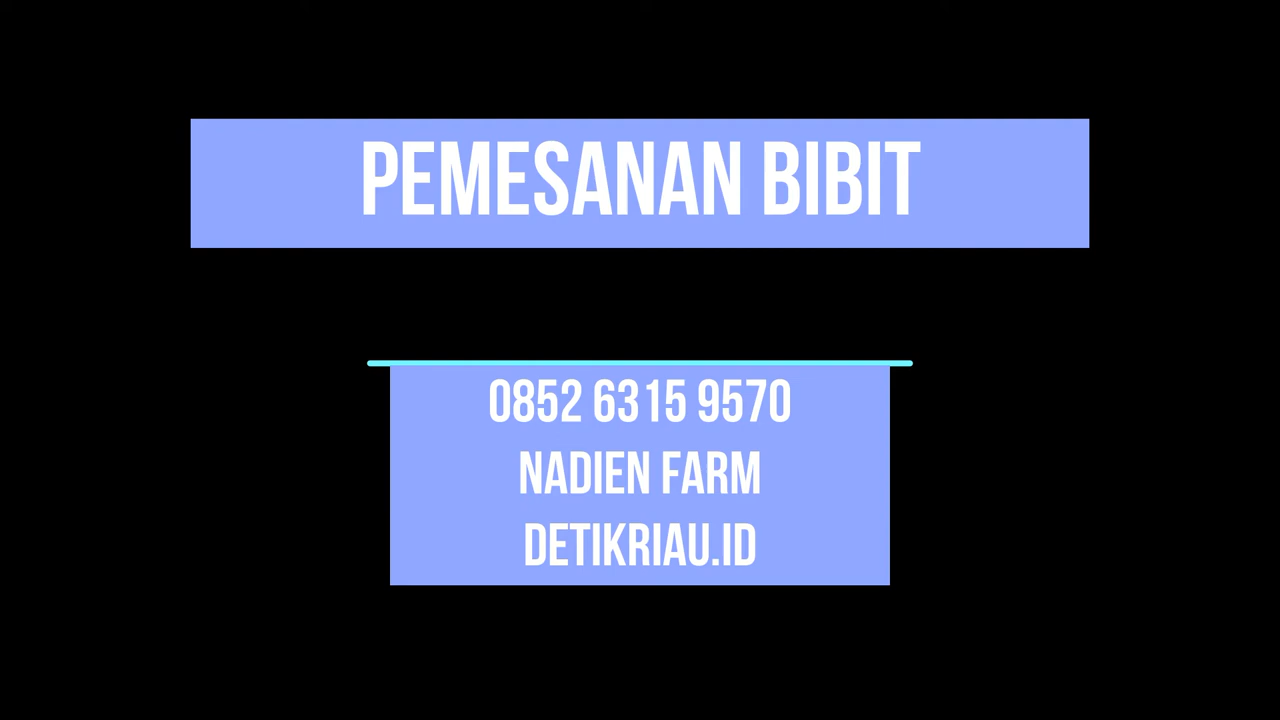 PEMESANAN BIBIT
0852 6315 9570
NADIEN FARM
DETIKRIAU.ID